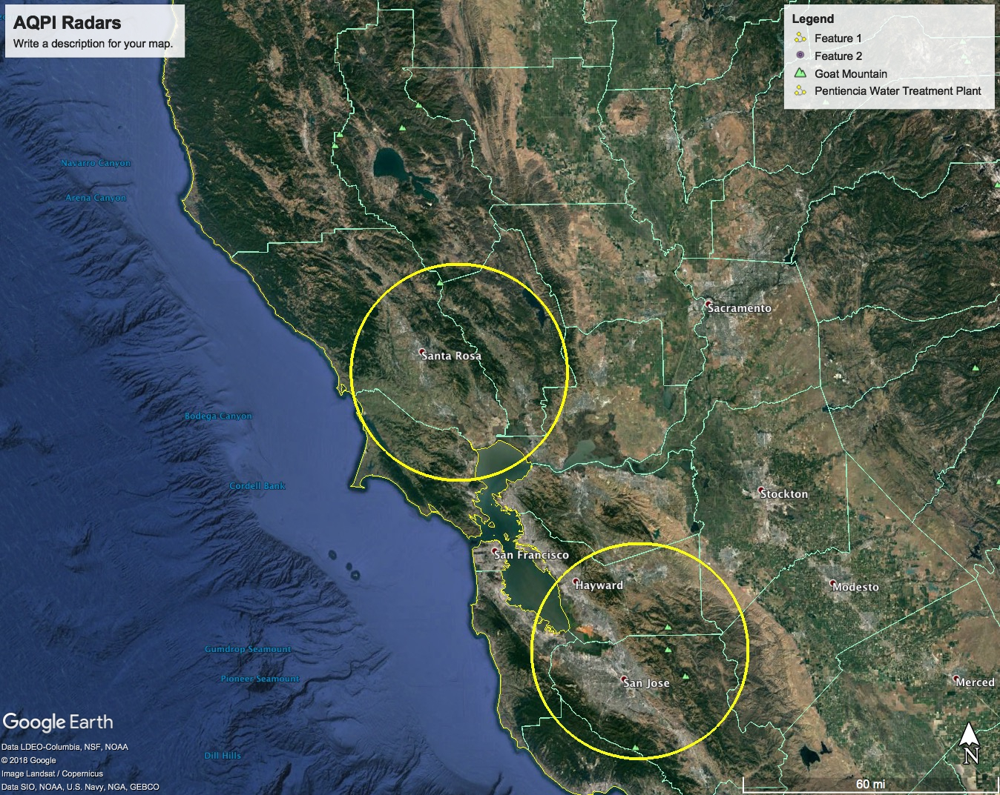 AQPI Radars
Write a description for your map.
Legend
Feature 1
Feature 2
Goat Mountain
Pentiencia Water Treatment Plant
Navarro Canyon
Arena Canyon
Sacramento
Santa Rosa
Bodega Canyon
Cordell Bank
Stockton
San Francisco
Hayward
Modesto
Gumdrop Seamount
Pioneer Seamount
San Jose
Merced
Google Earth
Data LDEO-Columbia, NSF, NOAA
© 2018 Google
Image Landsat / Copernicus
Data SIO, NOAA, U.S. Navy, NGA, GEBCO
Dill Hills
N
60 mi